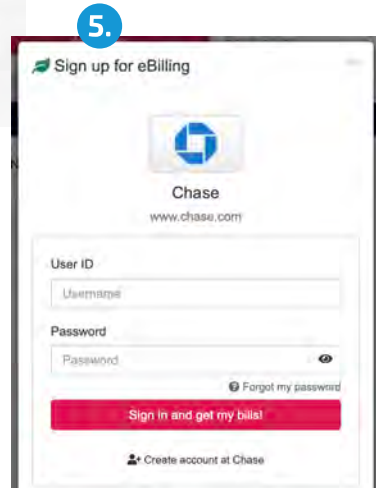 5.
Sign up for eBilling
Chase
www.chase.com
User ID
Username
Password
Password
Forgot my password
Sign in and get my bills!
Create account at Chase